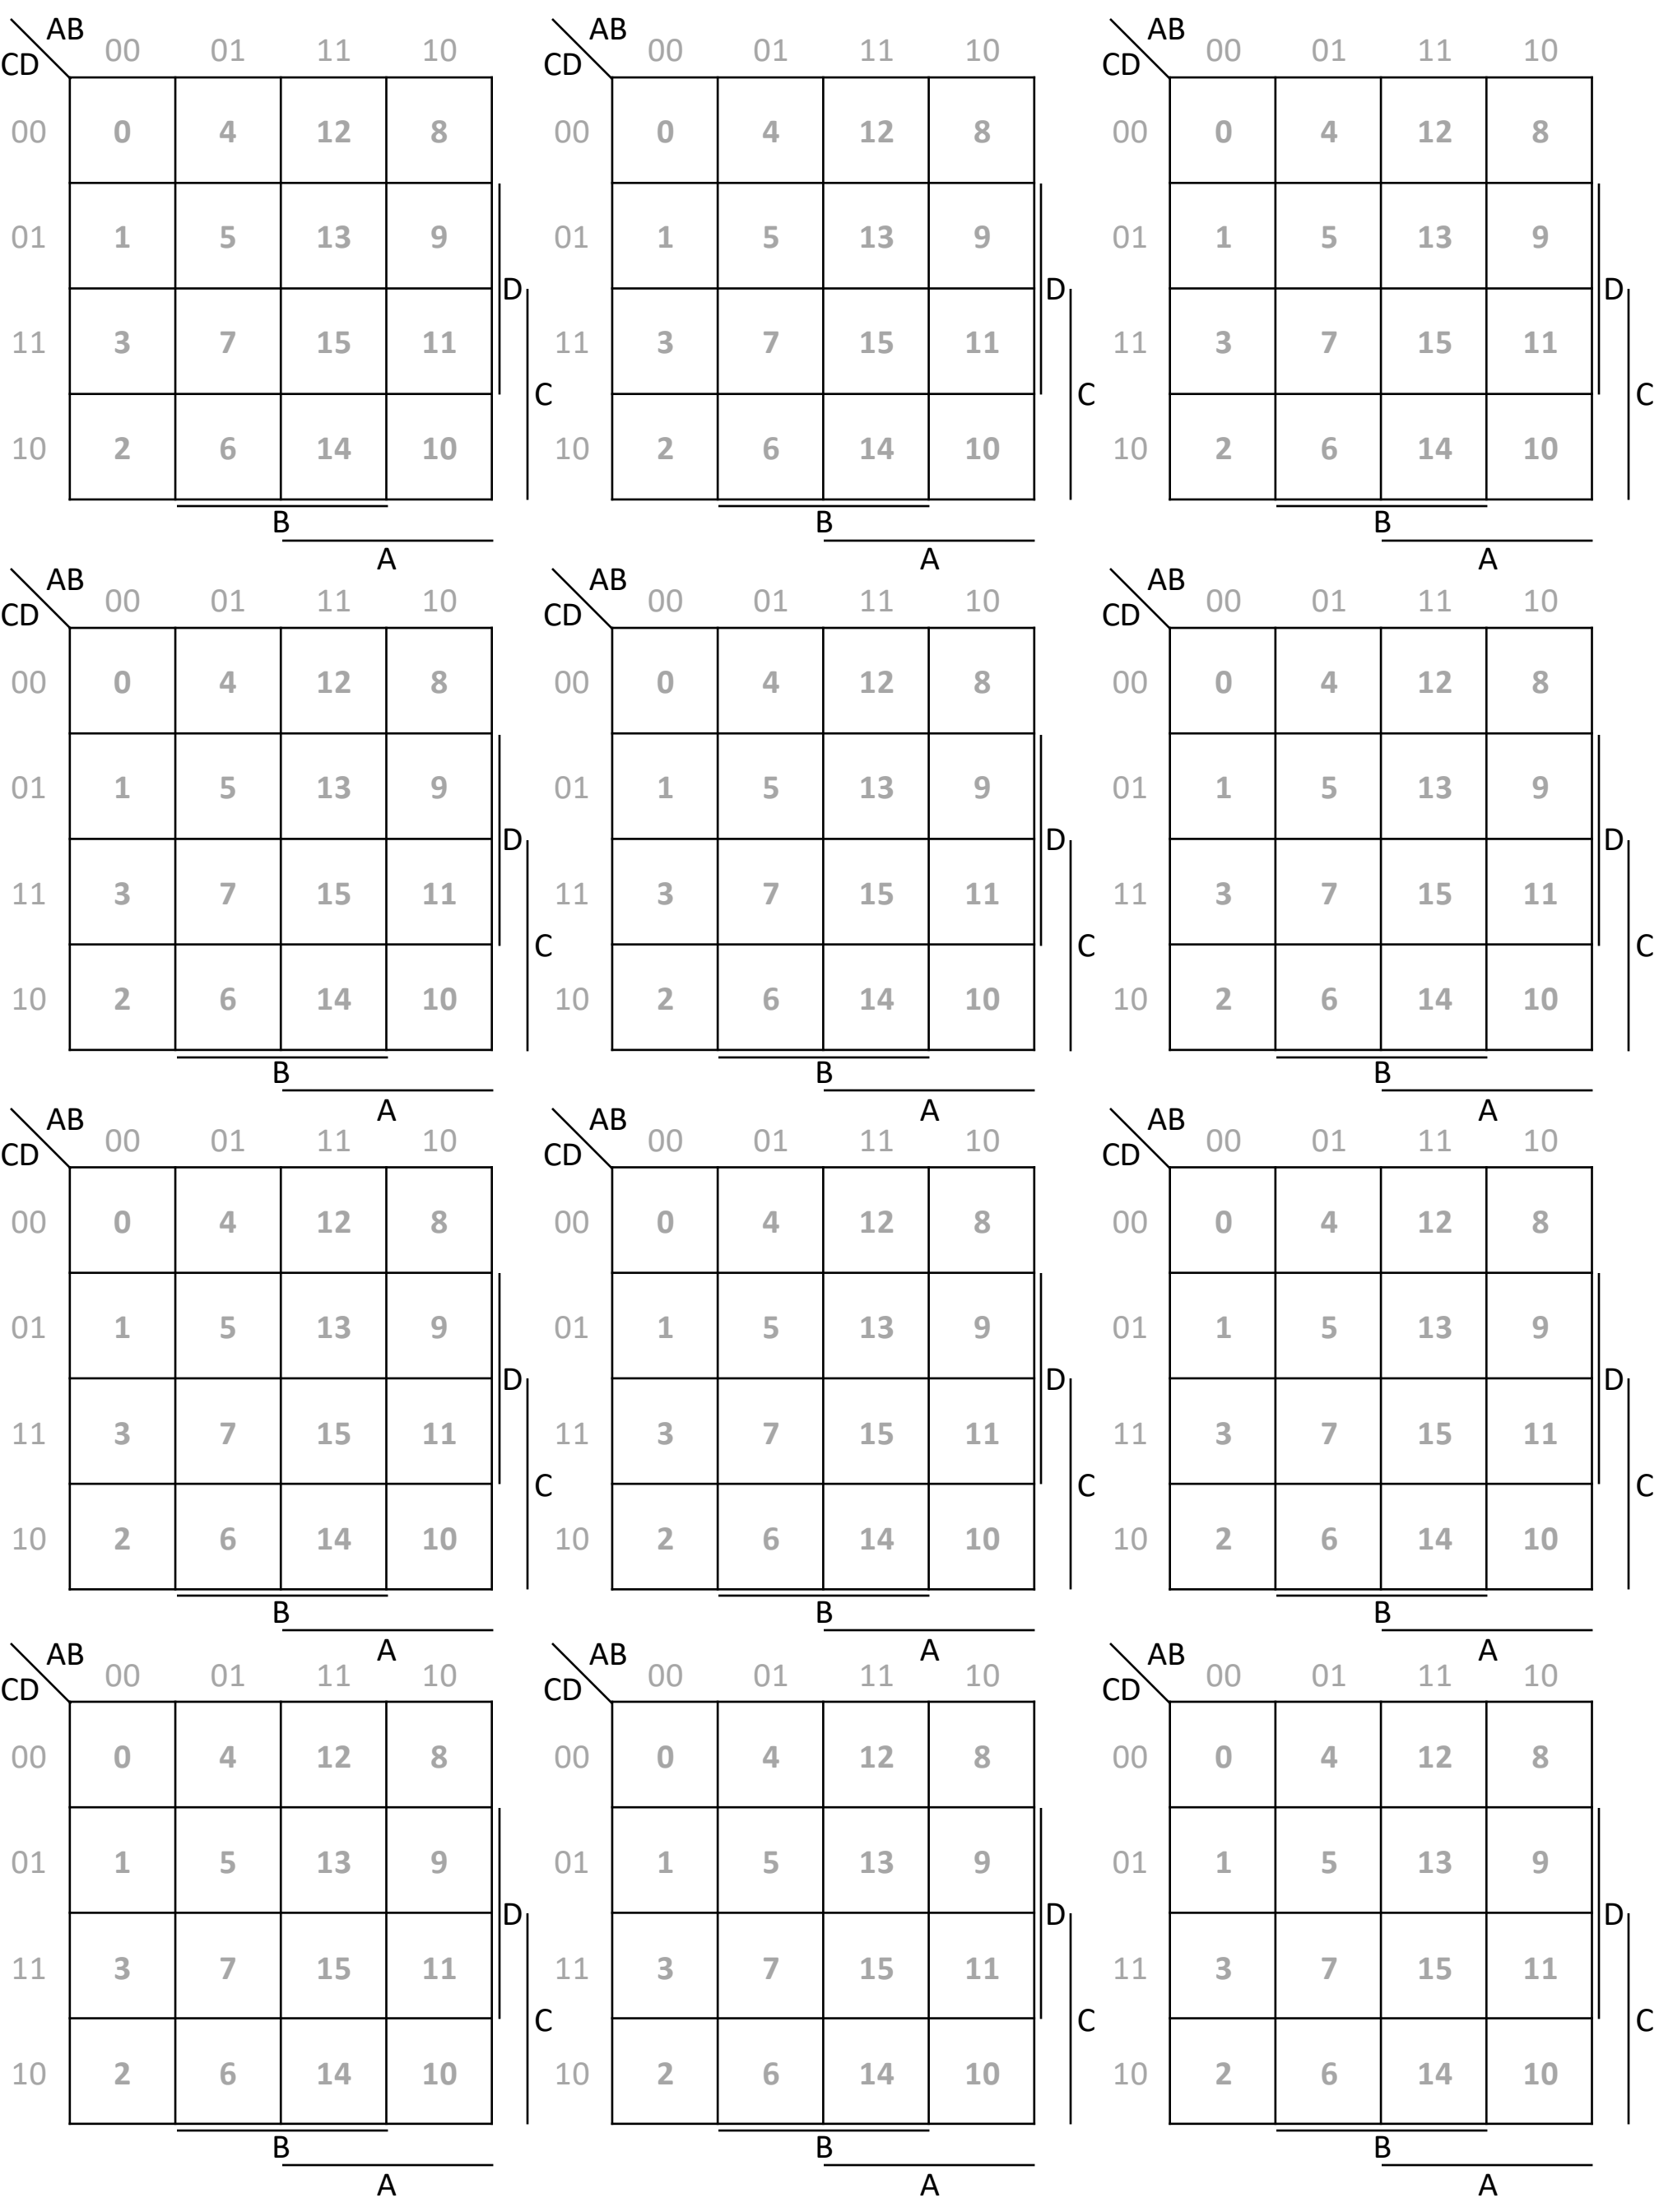 AB AB AB
00 01 11 10 00 01 11 10 00 01 11 10
CD CD CD
00 0 4 12 8 00 0 4 12 8 00 0 4 12 8
01 1 5 13 9 01 1 5 13 9 01 1 5 13 9
D D D
11 3 7 15 11 11 3 7 15 11 11 3 7 15 11
C C C
10 2 6 14 10 10 2 6 14 10 10 2 6 14 10
B B B
A A A
AB AB AB
00 01 11 10 00 01 11 10 00 01 11 10
CD CD CD
00 0 4 12 8 00 0 4 12 8 00 0 4 12 8
01 1 5 13 9 01 1 5 13 9 01 1 5 13 9
D D D
11 3 7 15 11 11 3 7 15 11 11 3 7 15 11
C C C
10 2 6 14 10 10 2 6 14 10 10 2 6 14 10
B B B
A A A
AB AB AB
00 01 11 10 00 01 11 10 00 01 11 10
CD CD CD
00 0 4 12 8 00 0 4 12 8 00 0 4 12 8
01 1 5 13 9 01 1 5 13 9 01 1 5 13 9
D D D
11 3 7 15 11 11 3 7 15 11 11 3 7 15 11
C C C
10 2 6 14 10 10 2 6 14 10 10 2 6 14 10
B B B
A A A
AB AB AB
00 01 11 10 00 01 11 10 00 01 11 10
CD CD CD
00 0 4 12 8 00 0 4 12 8 00 0 4 12 8
01 1 5 13 9 01 1 5 13 9 01 1 5 13 9
D D D
11 3 7 15 11 11 3 7 15 11 11 3 7 15 11
C C C
10 2 6 14 10 10 2 6 14 10 10 2 6 14 10
B B B
A A A